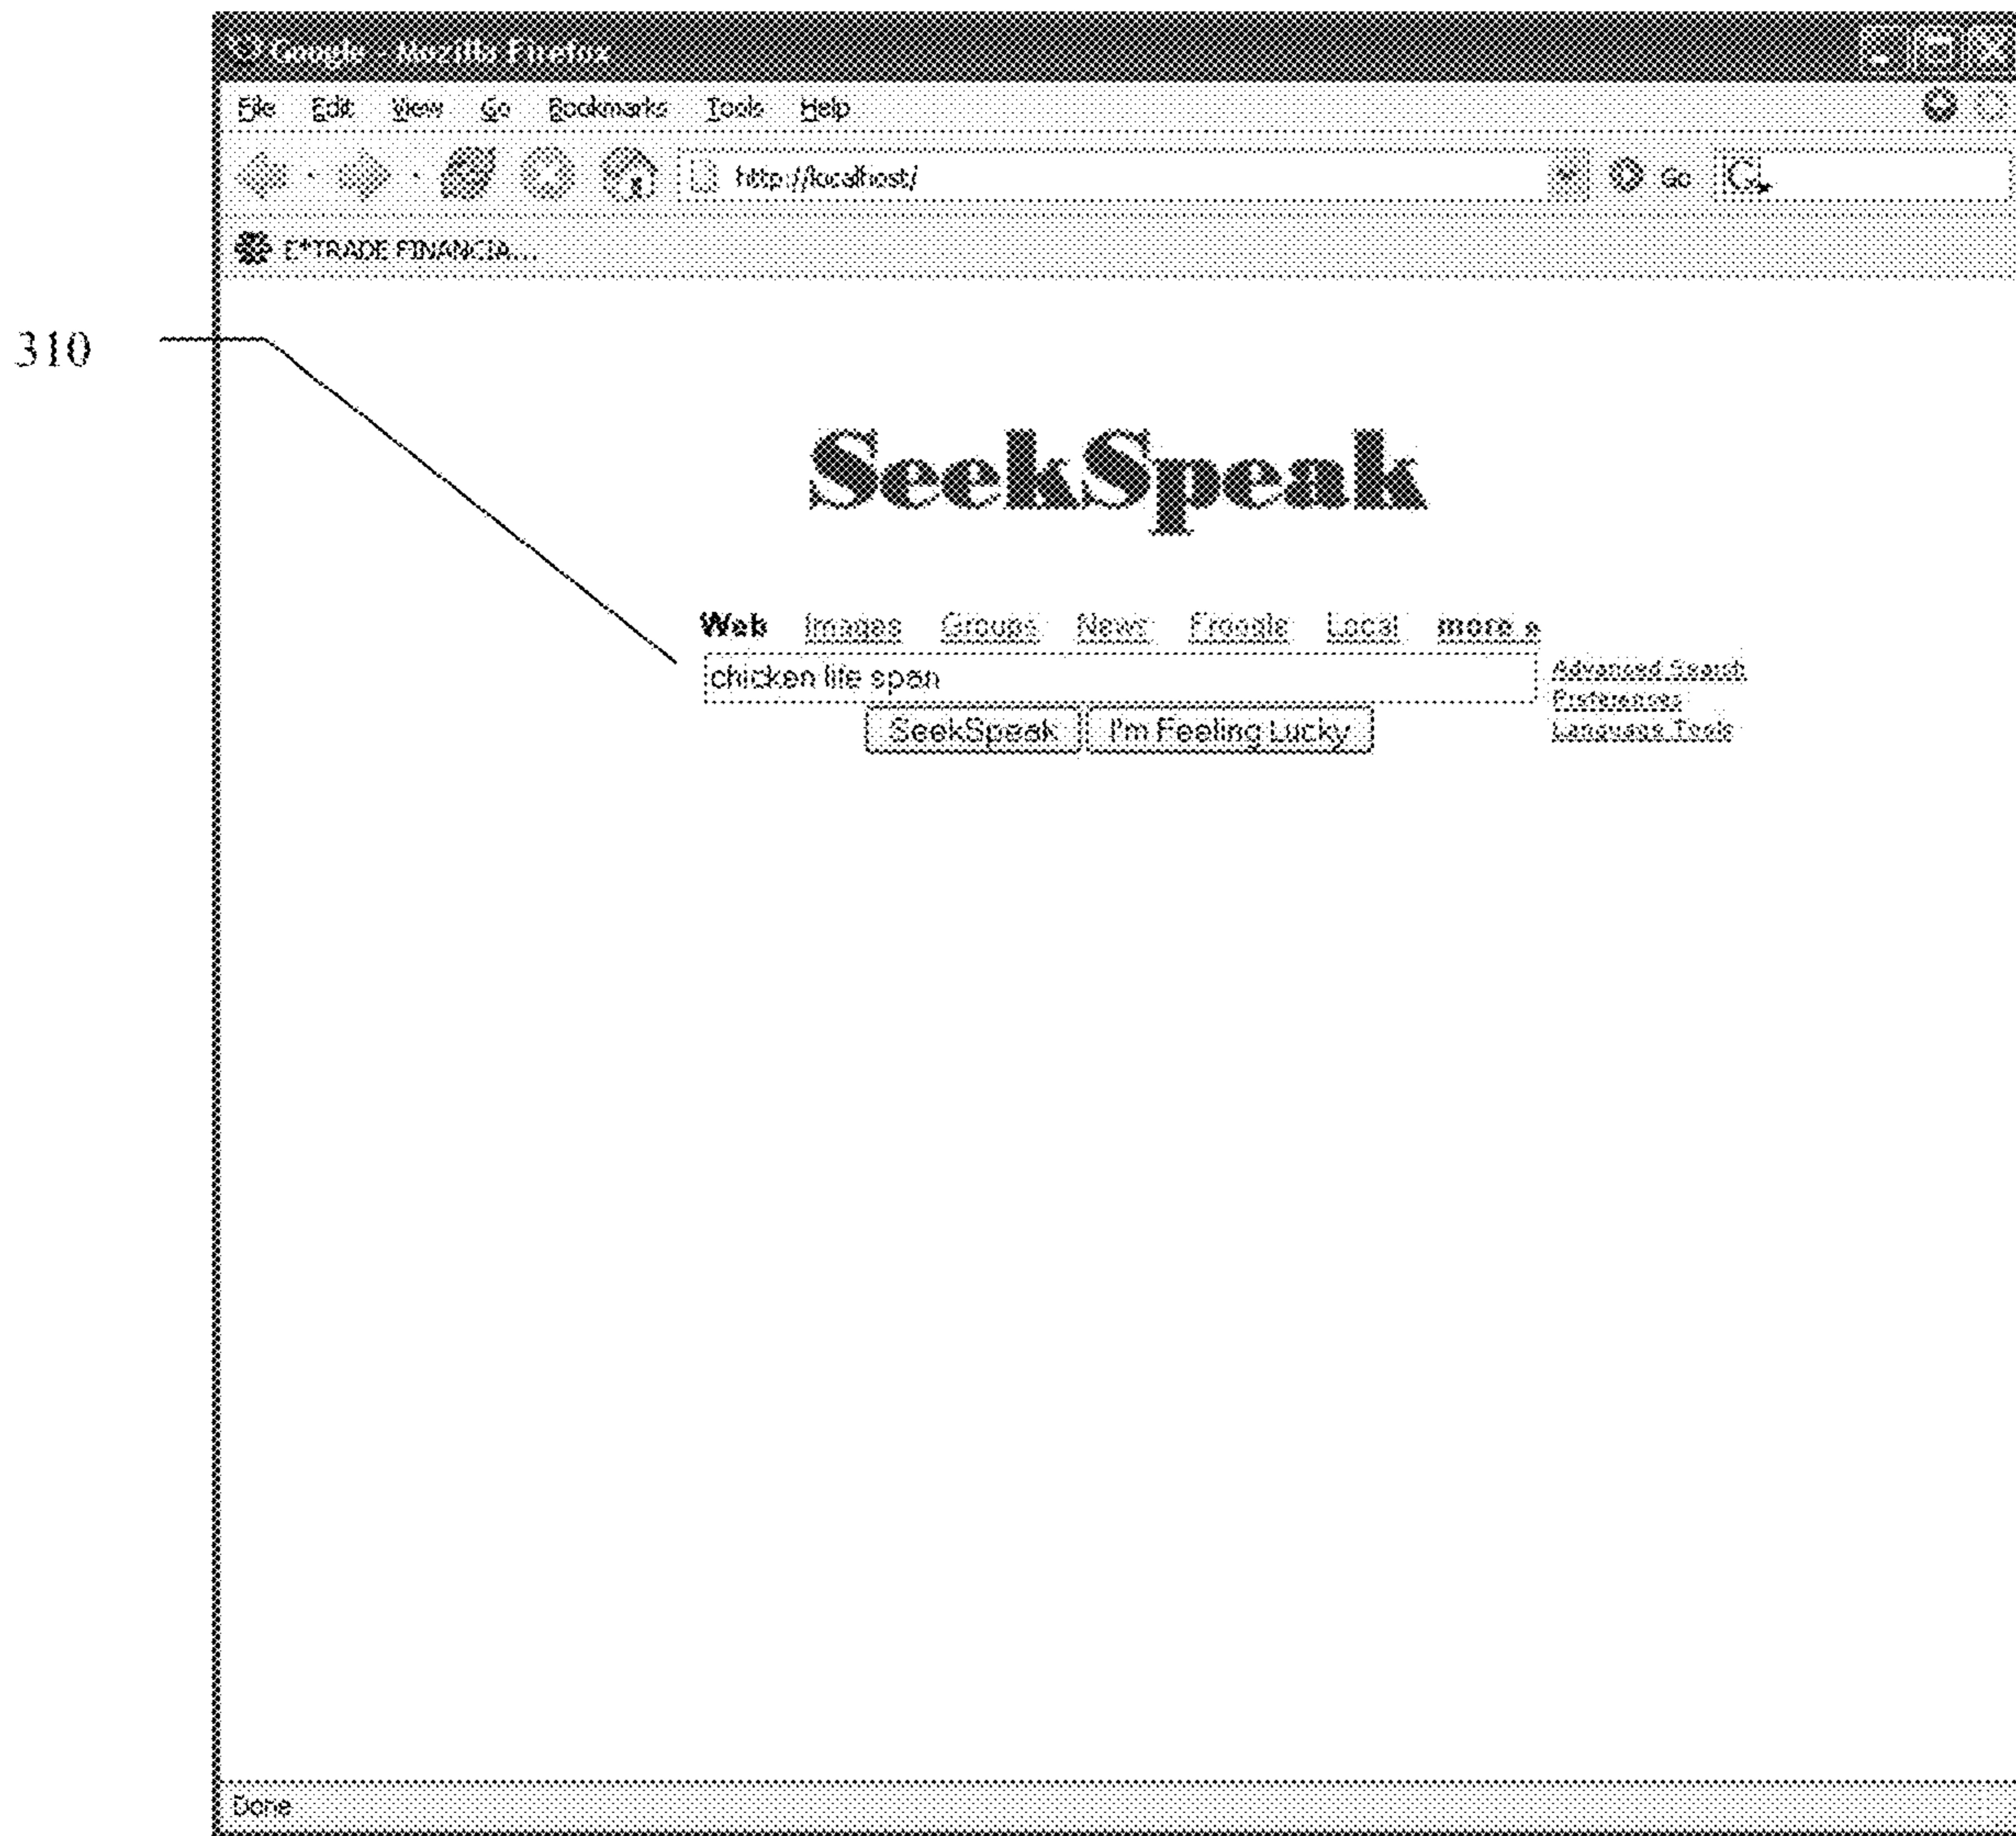 Google - Mozilla Firefox
File Edit View Go Bookmarks Tools Help
http://localhost/ Go G
E*TRADE FINANCIA...
310
SeekSpeak
Web Images Groups News Froogle Local more »
chicken life span
Advanced Search
Preferences
Language Tools
SeekSpeak I'm Feeling Lucky
Done